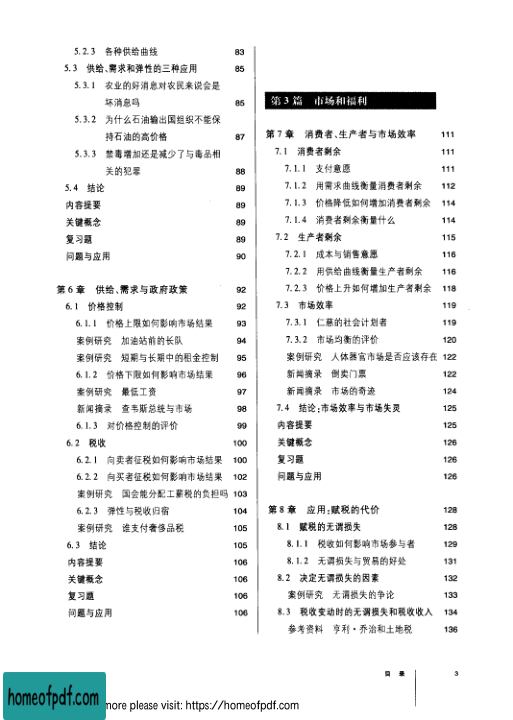 5.2.3 各种供给曲线 83
5.3 供给、需求和弹性的三种应用 85
5.3.1 农业的好消息对农民来说会是
坏消息吗 85
5.3.2 为什么石油输出国组织不能保
持石油的高价格 87
5.3.3 禁毒增加还是减少了与毒品相
关的犯罪 88
5.4 结论 89
内容提要 89
关键概念 89
复习题 89
问题与应用 90
第6章 供给、需求与政府政策 92
6.1 价格控制 92
6.1.1 价格上限如何影响市场结果 93
案例研究 加油站前的长队 94
案例研究 短期与长期中的租金控制 95
6.1.2 价格下限如何影响市场结果 96
案例研究 最低工资 97
新闻摘录 查韦斯总统与市场 98
6.1.3 对价格控制的评价 99
6.2 税收 100
6.2.1 向卖者征税如何影响市场结果 100
6.2.2 向买者征税如何影响市场结果 102
案例研究 国会能分配工薪税的负担吗 103
6.2.3 弹性与税收归宿 104
案例研究 谁支付奢侈品税 105
6.3 结论 105
内容提要 106
关键概念 106
复习题 106
问题与应用 106
第3篇 市场和福利
第7章 消费者、生产者与市场效率 111
7.1 消费者剩余 111
7.1.1 支付意愿 111
7.1.2 用需求曲线衡量消费者剩余 112
7.1.3 价格降低如何增加消费者剩余 114
7.1.4 消费者剩余衡量什么 114
7.2 生产者剩余 115
7.2.1 成本与销售意愿 116
7.2.2 用供给曲线衡量生产者剩余 116
7.2.3 价格上升如何增加生产者剩余 118
7.3 市场效率 119
7.3.1 仁慈的社会计划者 119
7.3.2 市场均衡的评价 120
案例研究 人体器官市场是否应该存在 122
新闻摘录 倒卖门票 122
新闻摘录 市场的奇迹 124
7.4 结论:市场效率与市场失灵 125
内容提要 125
关键概念 126
复习题 126
问题与应用 126
第8章 应用:赋税的代价 128
8.1 赋税的无谓损失 128
8.1.1 税收如何影响市场参与者 129
8.1.2 无谓损失与贸易的好处 131
8.2 决定无谓损失的因素 132
案例研究 无谓损失的争论 133
8.3 税收变动时的无谓损失和税收收入 134
参考资料 亨利·乔治和土地税 136
目 录 3
homeofpdf.com
more please visit: https://homeofpdf.com